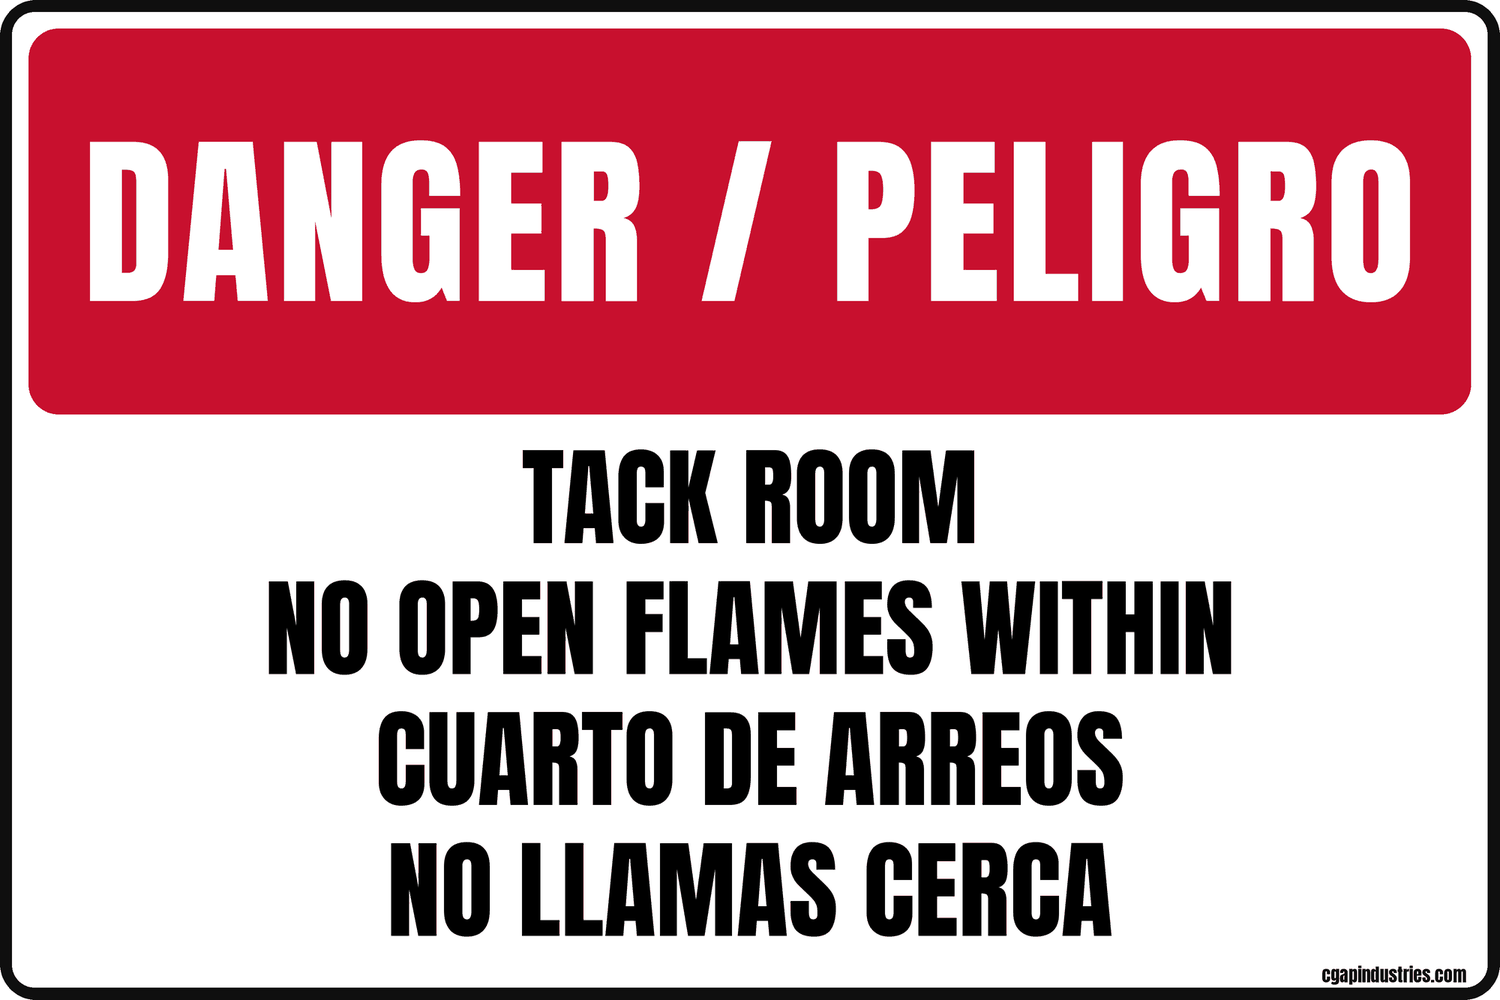 DANGER / PELIGRO
TACK ROOM
NO OPEN FLAMES WITHIN
CUARTO DE ARREOS
NO LLAMAS CERCA
cgapindustries.com